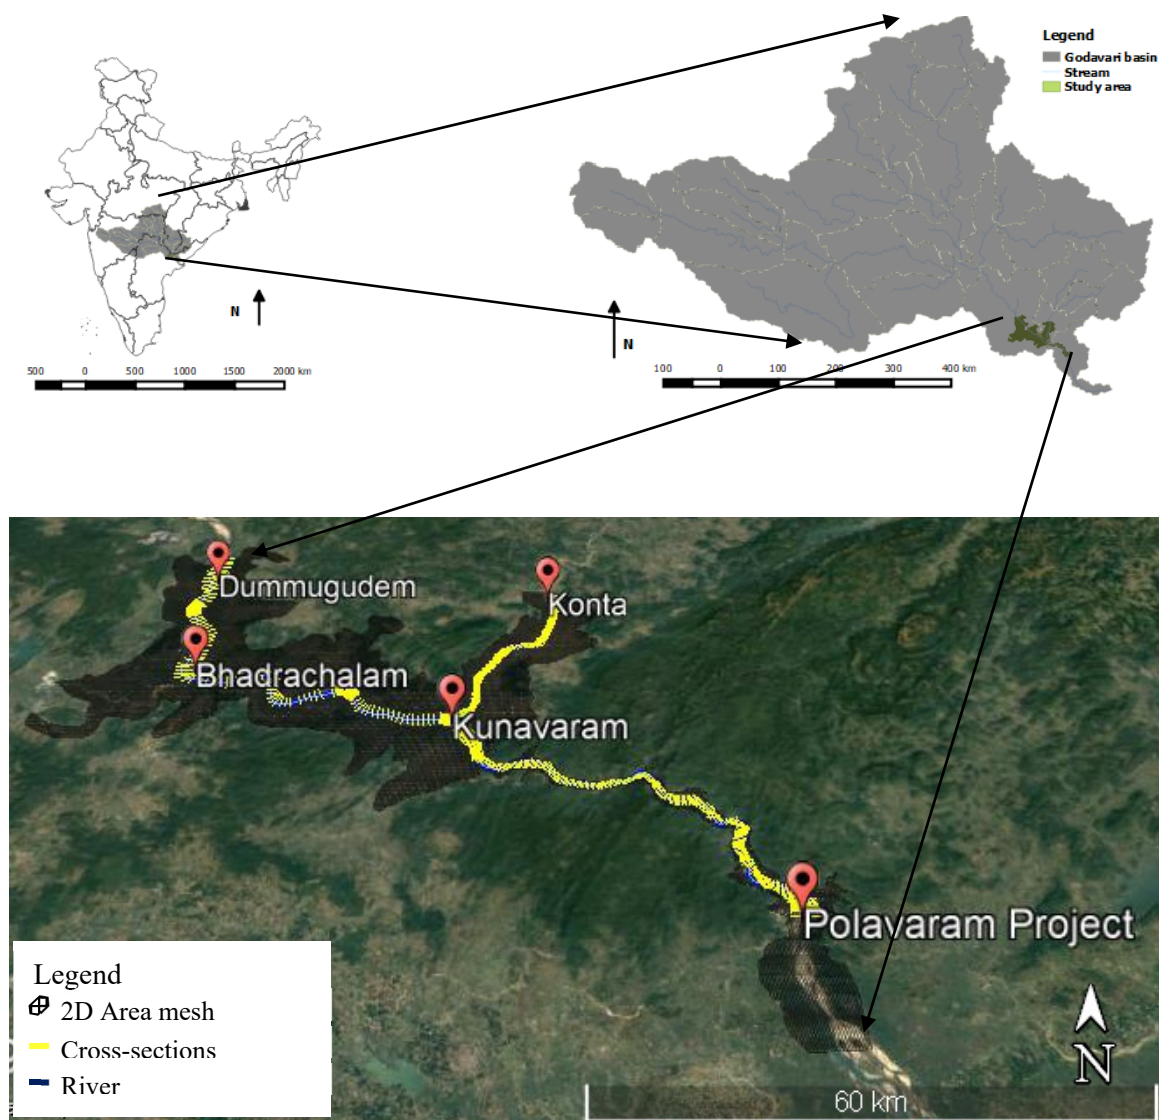 Legend
Godavari basin
Stream
Study area
N
500 0 500 1000 1500 2000 km
N
100 0 100 200 300 400 km
Dummugudem
Konta
Bhadrachalam
Kunavaram
Polavaram Project
Legend
2D Area mesh
Cross-sections
River
N
60 km